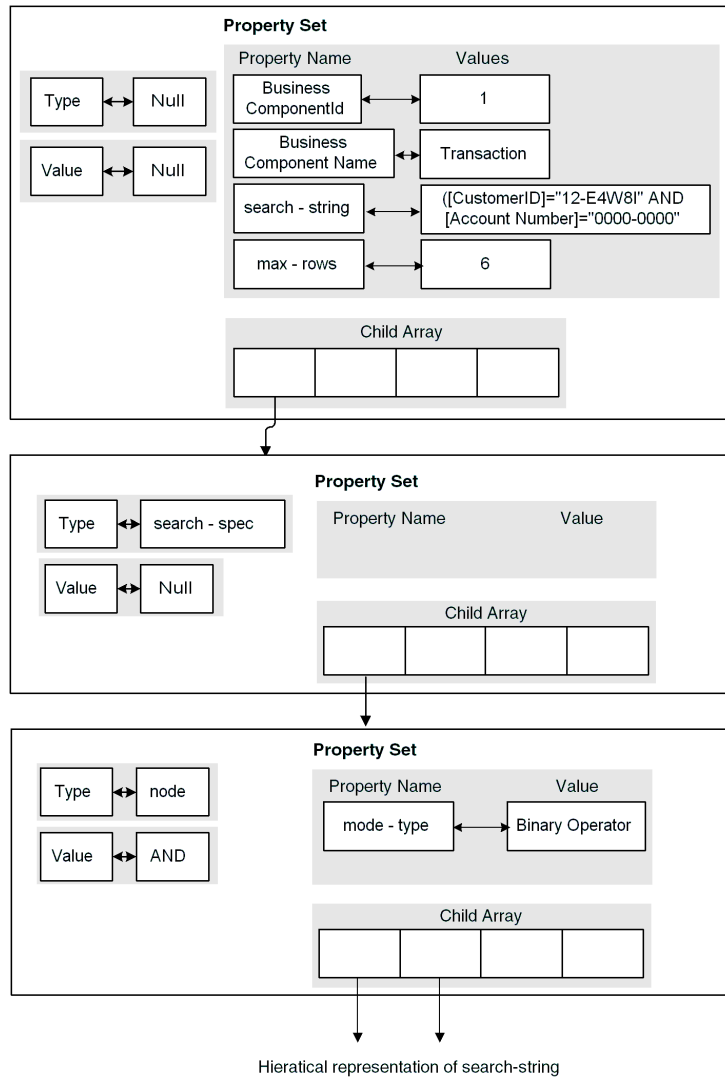 Property Set
Property Name Values
Type Null
Business
ComponentId
1
Value Null
Business
Component Name
Transaction
search - string
([CustomerID]="12-E4W8I" AND
[Account Number]="0000-0000"
max - rows
6
Child Array
Property Set
Type search - spec
Property Name Value
Value Null
Child Array
Property Set
Type node
Property Name Value
mode - type Binary Operator
Value AND
Child Array
Hieratical representation of search-string